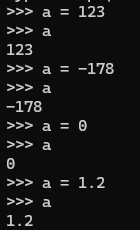 >>> a = 123
>>> a
123
>>> a = -178
>>> a
-178
>>> a = 0
>>> a
0
>>> a = 1.2
>>> a
1.2